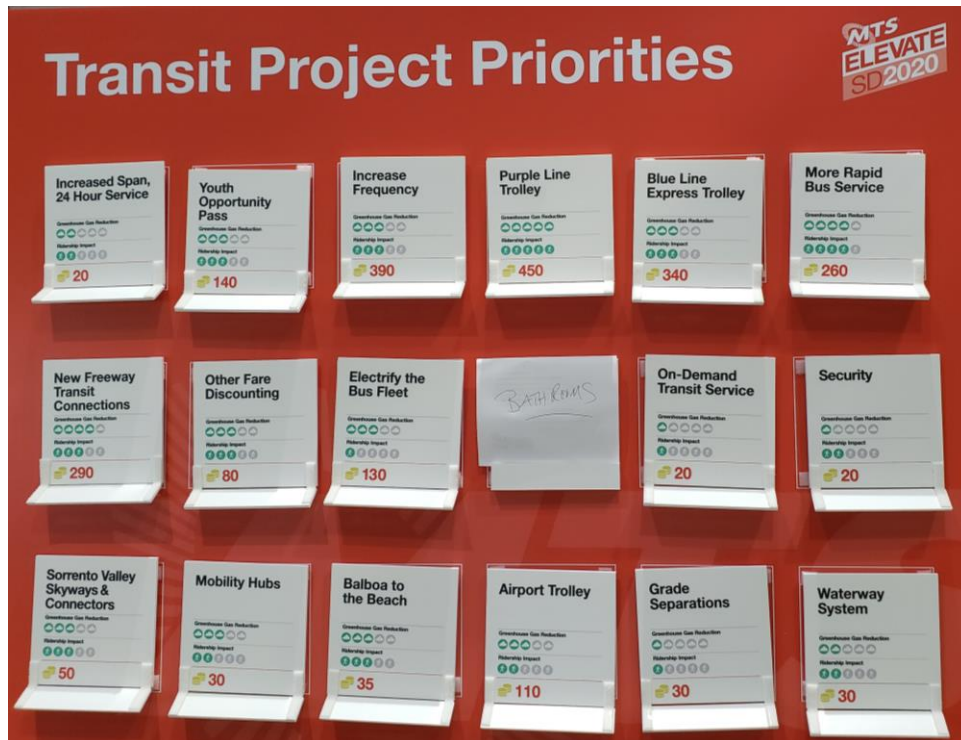 Transit Project Priorities
MTS
ELEVATE
SD2020
Increased Span,
24 Hour Service
Greenhouse Gas Reduction
Ridership Impact
20
Youth
Opportunity
Pass
Greenhouse Gas Reduction
Ridership Impact
140
Increase
Frequency
Greenhouse Gas Reduction
Ridership Impact
390
Purple Line
Trolley
Greenhouse Gas Reduction
Ridership Impact
450
Blue Line
Express Trolley
Greenhouse Gas Reduction
Ridership Impact
340
More Rapid
Bus Service
Greenhouse Gas Reduction
Ridership Impact
260
New Freeway
Transit
Connections
Greenhouse Gas Reduction
Ridership Impact
290
Other Fare
Discounting
Greenhouse Gas Reduction
Ridership Impact
80
Electrify the
Bus Fleet
Greenhouse Gas Reduction
Ridership Impact
130
BATHROOMS
On-Demand
Transit Service
Greenhouse Gas Reduction
Ridership Impact
20
Security
Greenhouse Gas Reduction
Ridership Impact
20
Sorrento Valley
Skyways &
Connectors
Greenhouse Gas Reduction
Ridership Impact
50
Mobility Hubs
Greenhouse Gas Reduction
Ridership Impact
30
Balboa to
the Beach
Greenhouse Gas Reduction
Ridership Impact
35
Airport Trolley
Greenhouse Gas Reduction
Ridership Impact
110
Grade
Separations
Greenhouse Gas Reduction
Ridership Impact
30
Waterway
System
Greenhouse Gas Reduction
Ridership Impact
30